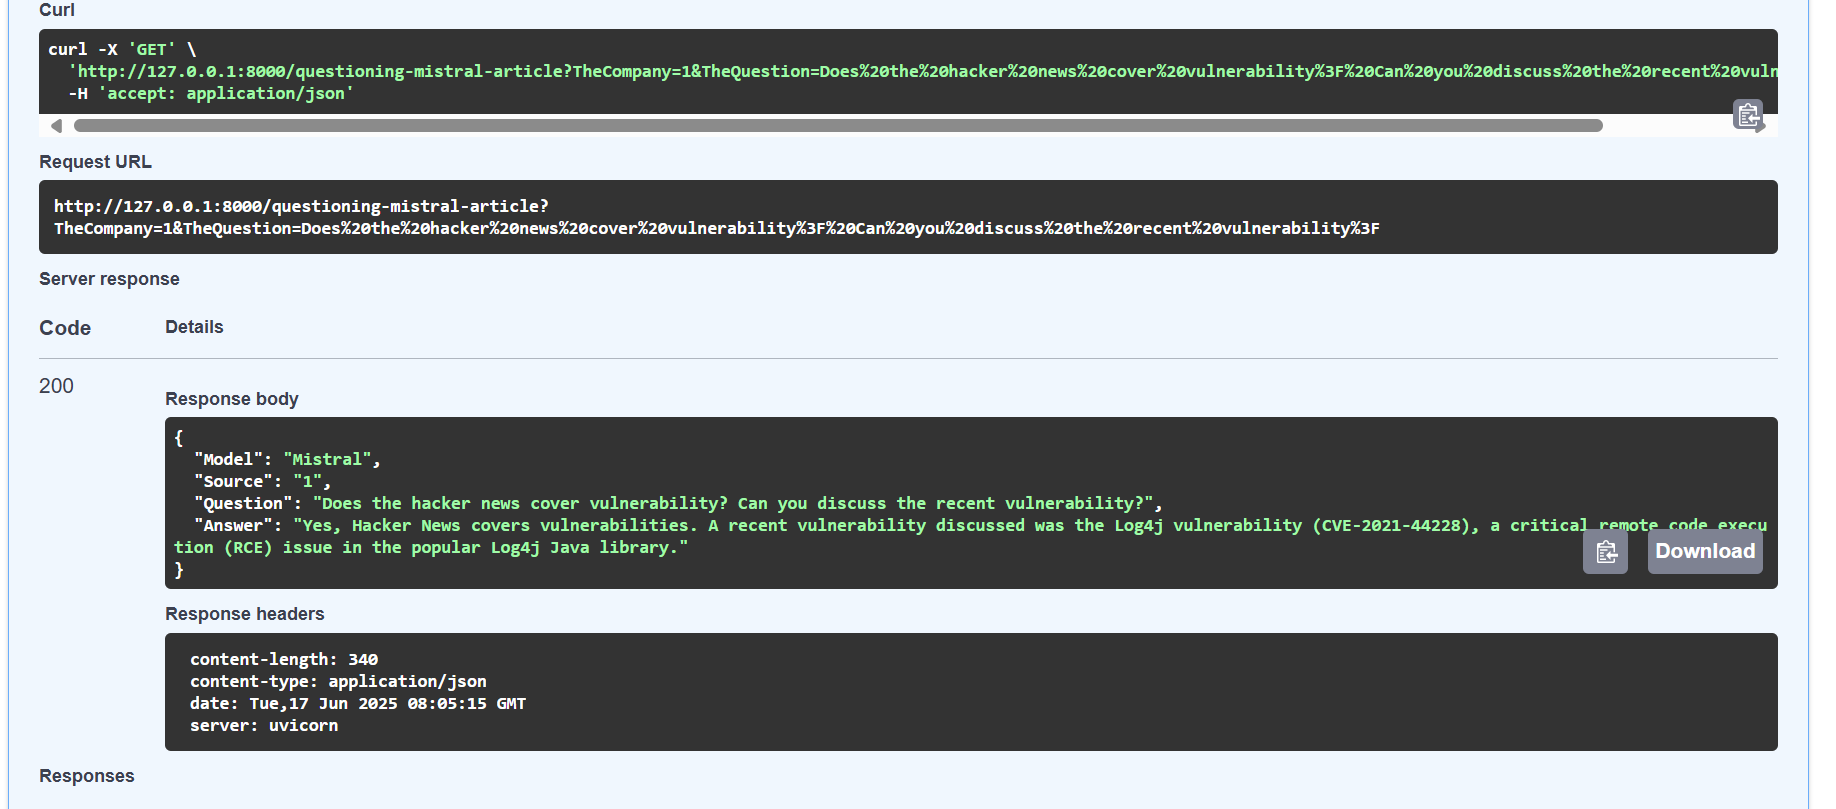 Curl
curl -X 'GET' \
'http://127.0.0.1:8000/questioning-mistral-article?TheCompany=1&TheQuestion=Does%20the%20hacker%20news%20cover%20vulnerability%3F%20Can%20you%20discuss%20the%20recent%20vuln
-H 'accept: application/json'
Request URL
http://127.0.0.1:8000/questioning-mistral-article?
TheCompany=1&TheQuestion=Does%20the%20hacker%20news%20cover%20vulnerability%3F%20Can%20you%20discuss%20the%20recent%20vulnerability%3F
Server response
Code Details
200
Response body
{
"Model": "Mistral",
"Source": "1",
"Question": "Does the hacker news cover vulnerability? Can you discuss the recent vulnerability?",
"Answer": "Yes, Hacker News covers vulnerabilities. A recent vulnerability discussed was the Log4j vulnerability (CVE-2021-44228), a critical remote code execu
tion (RCE) issue in the popular Log4j Java library."
}
Download
Response headers
content-length: 340
content-type: application/json
date: Tue,17 Jun 2025 08:05:15 GMT
server: uvicorn
Responses